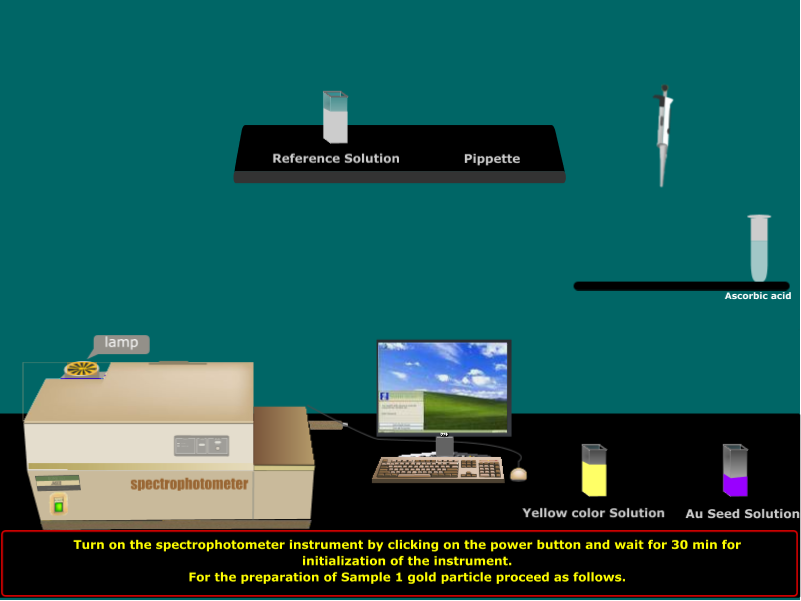 Reference Solution
Pippette
Ascorbic acid
lamp
spectrophotometer
Yellow color Solution
Au Seed Solution
Turn on the spectrophotometer instrument by clicking on the power button and wait for 30 min for
initialization of the instrument.
For the preparation of Sample 1 gold particle proceed as follows.